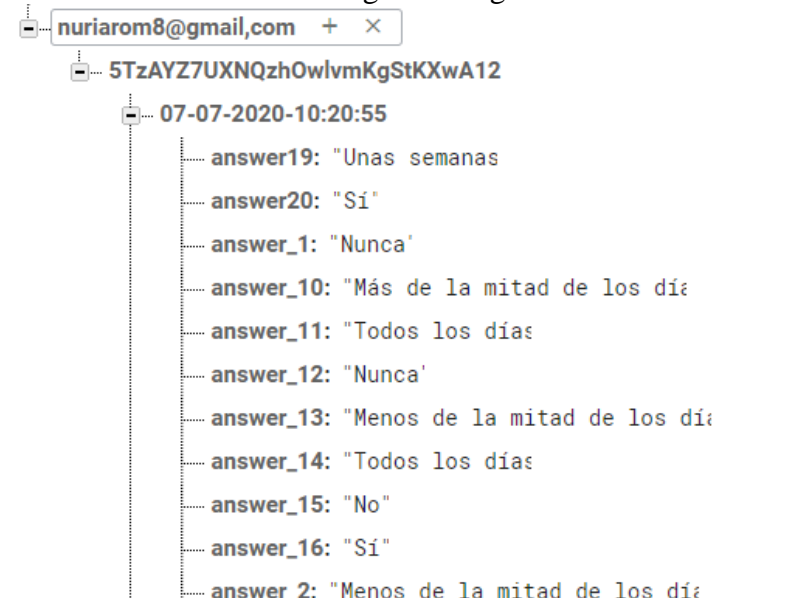 nuriarom8@gmail,com + ×
5TzAYZ7UXNQzhOwlvmKgStKXwA12
07-07-2020-10:20:55
answer19: "Unas semanas
answer20: "Sí"
answer_1: "Nunca"
answer_10: "Más de la mitad de los día
answer_11: "Todos los días
answer_12: "Nunca"
answer_13: "Menos de la mitad de los día
answer_14: "Todos los días
answer_15: "No"
answer_16: "Sí"
answer_2: "Menos de la mitad de los día